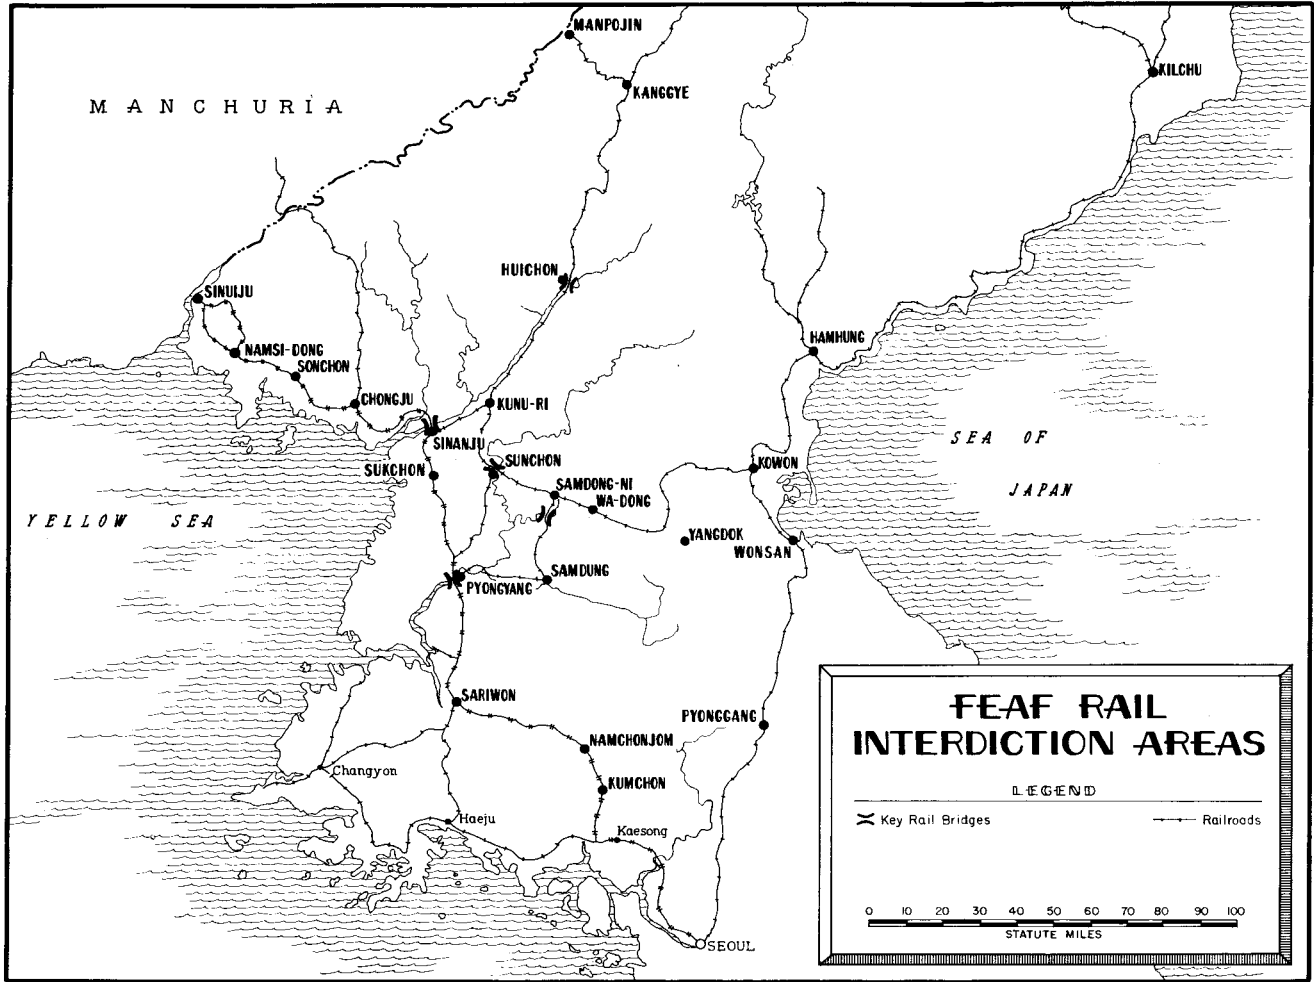 MANPOJIN
KILCHU
KANGGYE
MANCHURIA
HUICHON
SINUIJU
HAMHUNG
NAMSI-DONG
SONCHON
CHONGJU
KUNU-RI
SEA OF
JAPAN
SINANJU
SUNCHON
KOWON
SUKCHON
SAMDONG-NI
WA-DONG
YELLOW SEA
YANGDOK
WONSAN
SAMDUNG
PYONGYANG
SARIWON
PYONGGANG
NAMCHONJOM
Changyon
KUMCHON
Haeju
Kaesong
SEOUL
FEAF RAIL
INTERDICTION AREAS
LEGEND
Key Rail Bridges
Railroads
0 10 20 30 40 50 60 70 80 90 100
STATUTE MILES